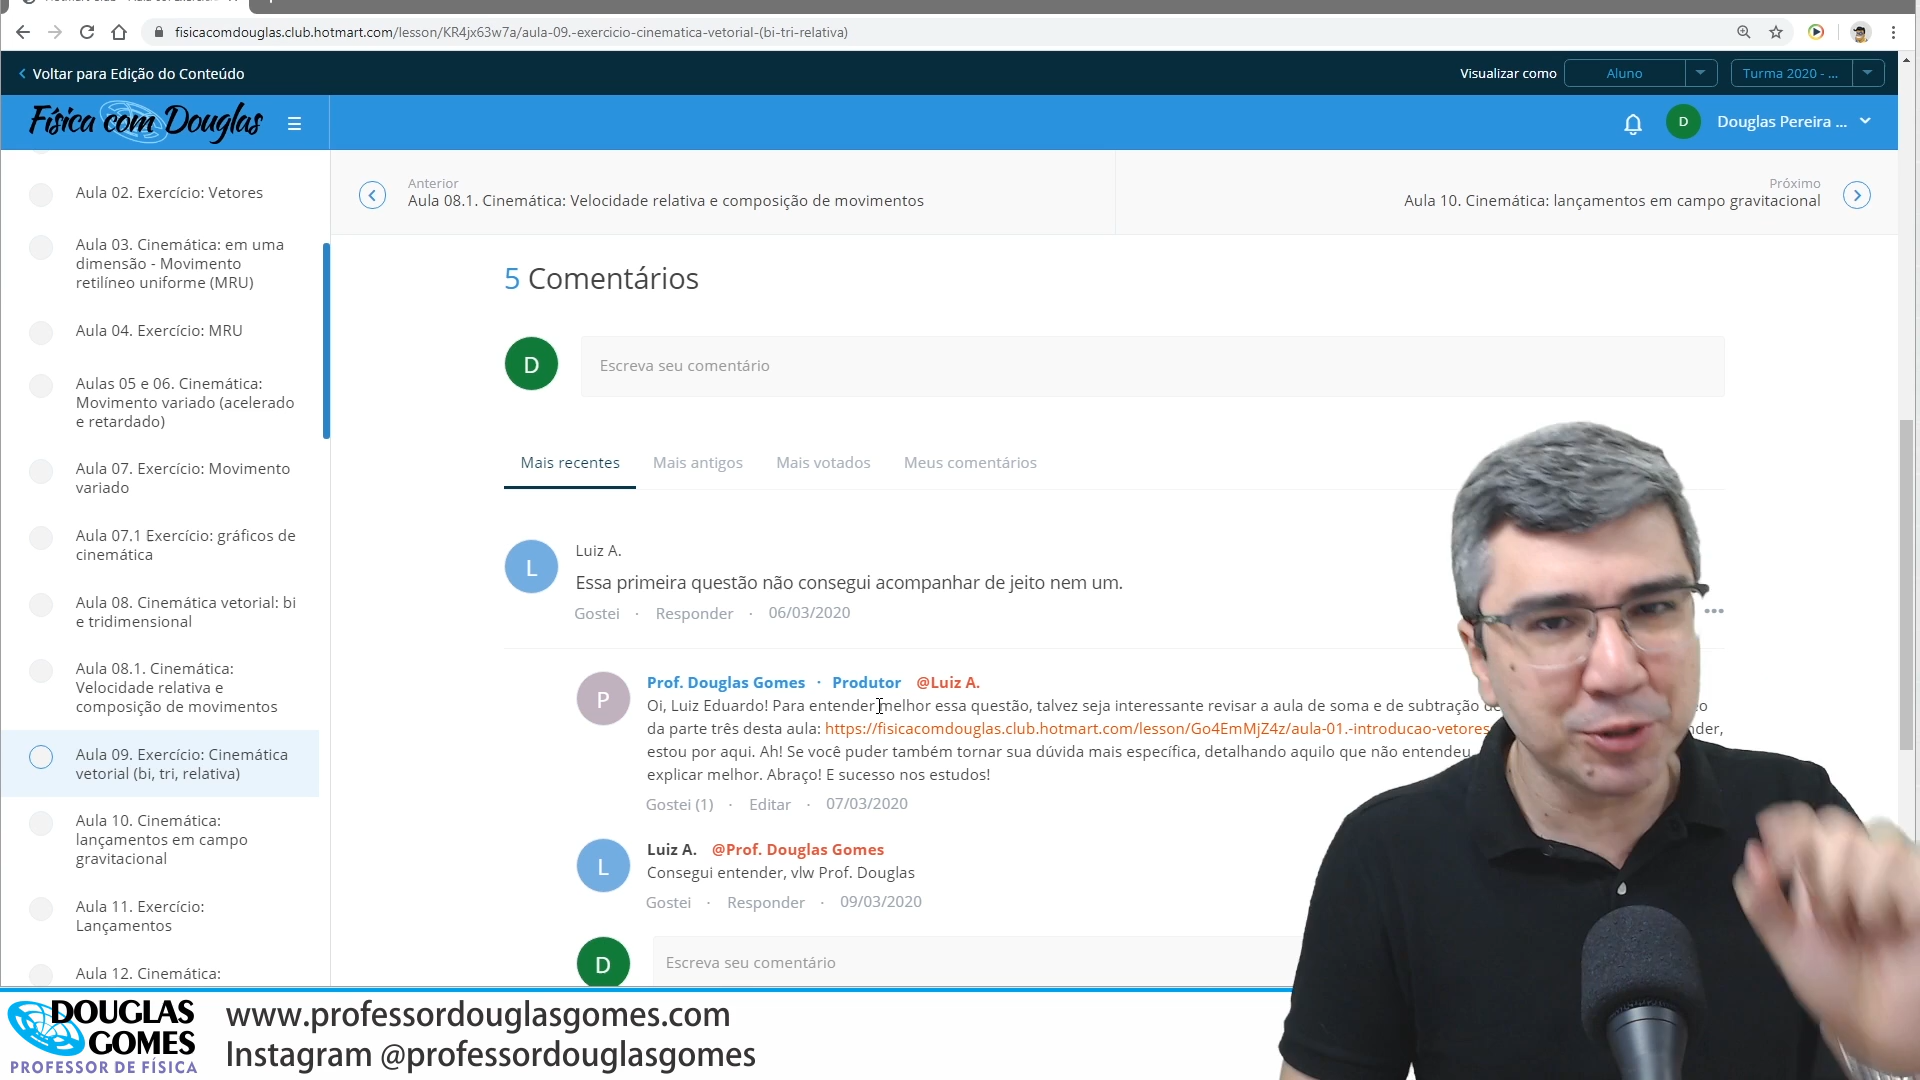 fisicacomdouglas.club.hotmart.com/lesson/KR4jx63w7a/aula-09.-exercicio-cinematica-vetorial-(bi-tri-relativa)
Voltar para Edição do Conteúdo
Visualizar como
Aluno
Turma 2020 - ...
Física com Douglas
D
Douglas Pereira ...
Aula 02. Exercício: Vetores
Aula 03. Cinemática: em uma
dimensão - Movimento
retilíneo uniforme (MRU)
Aula 04. Exercício: MRU
Aulas 05 e 06. Cinemática:
Movimento variado (acelerado
e retardado)
Aula 07. Exercício: Movimento
variado
Aula 07.1 Exercício: gráficos de
cinemática
Aula 08. Cinemática vetorial: bi
e tridimensional
Aula 08.1. Cinemática:
Velocidade relativa e
composição de movimentos
Aula 09. Exercício: Cinemática
vetorial (bi, tri, relativa)
Aula 10. Cinemática:
lançamentos em campo
gravitacional
Aula 11. Exercício:
Lançamentos
Aula 12. Cinemática:
Anterior
Aula 08.1. Cinemática: Velocidade relativa e composição de movimentos
Próximo
Aula 10. Cinemática: lançamentos em campo gravitacional
5 Comentários
D
Escreva seu comentário
Mais recentes
Mais antigos
Mais votados
Meus comentários
L
Luiz A.
Essa primeira questão não consegui acompanhar de jeito nem um.
Gostei · Responder · 06/03/2020
P
Prof. Douglas Gomes · Produtor @Luiz A.
Oi, Luiz Eduardo! Para entender melhor essa questão, talvez seja interessante revisar a aula de soma e de subtração
da parte três desta aula: https://fisicacomdouglas.club.hotmart.com/lesson/Go4EmMjZ4z/aula-01.-introducao-vetores
estou por aqui. Ah! Se você puder também tornar sua dúvida mais específica, detalhando aquilo que não entendeu
explicar melhor. Abraço! E sucesso nos estudos!
Gostei (1) · Editar · 07/03/2020
L
Luiz A. @Prof. Douglas Gomes
Consegui entender, vlw Prof. Douglas
Gostei · Responder · 09/03/2020
D
Escreva seu comentário
DOUGLAS
GOMES
PROFESSOR DE FÍSICA
www.professordouglasgomes.com
Instagram @professordouglasgomes